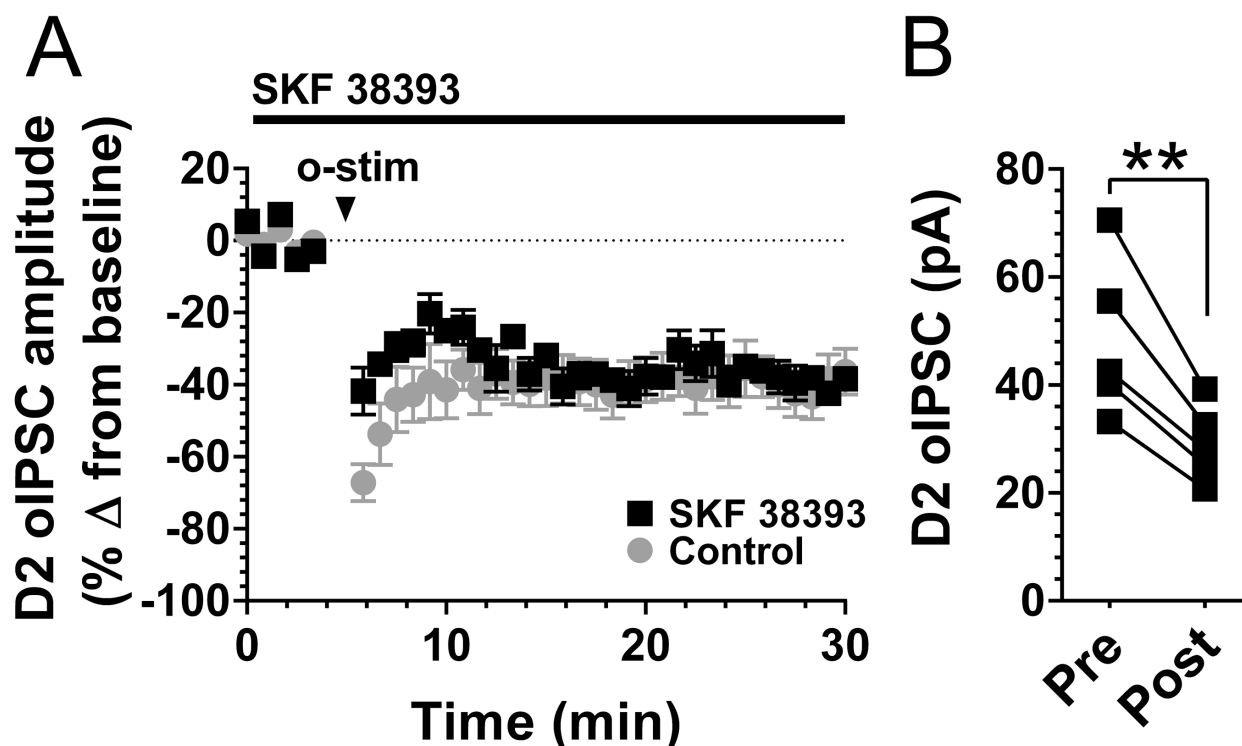 A
SKF 38393
D2 oIPSC amplitude
(% Δ from baseline)
20
0
-20
-40
-60
-80
-100
o-stim
SKF 38393
Control
0
10
20
30
Time (min)
B
**
D2 oIPSC (pA)
80
60
40
20
0
Pre
Post